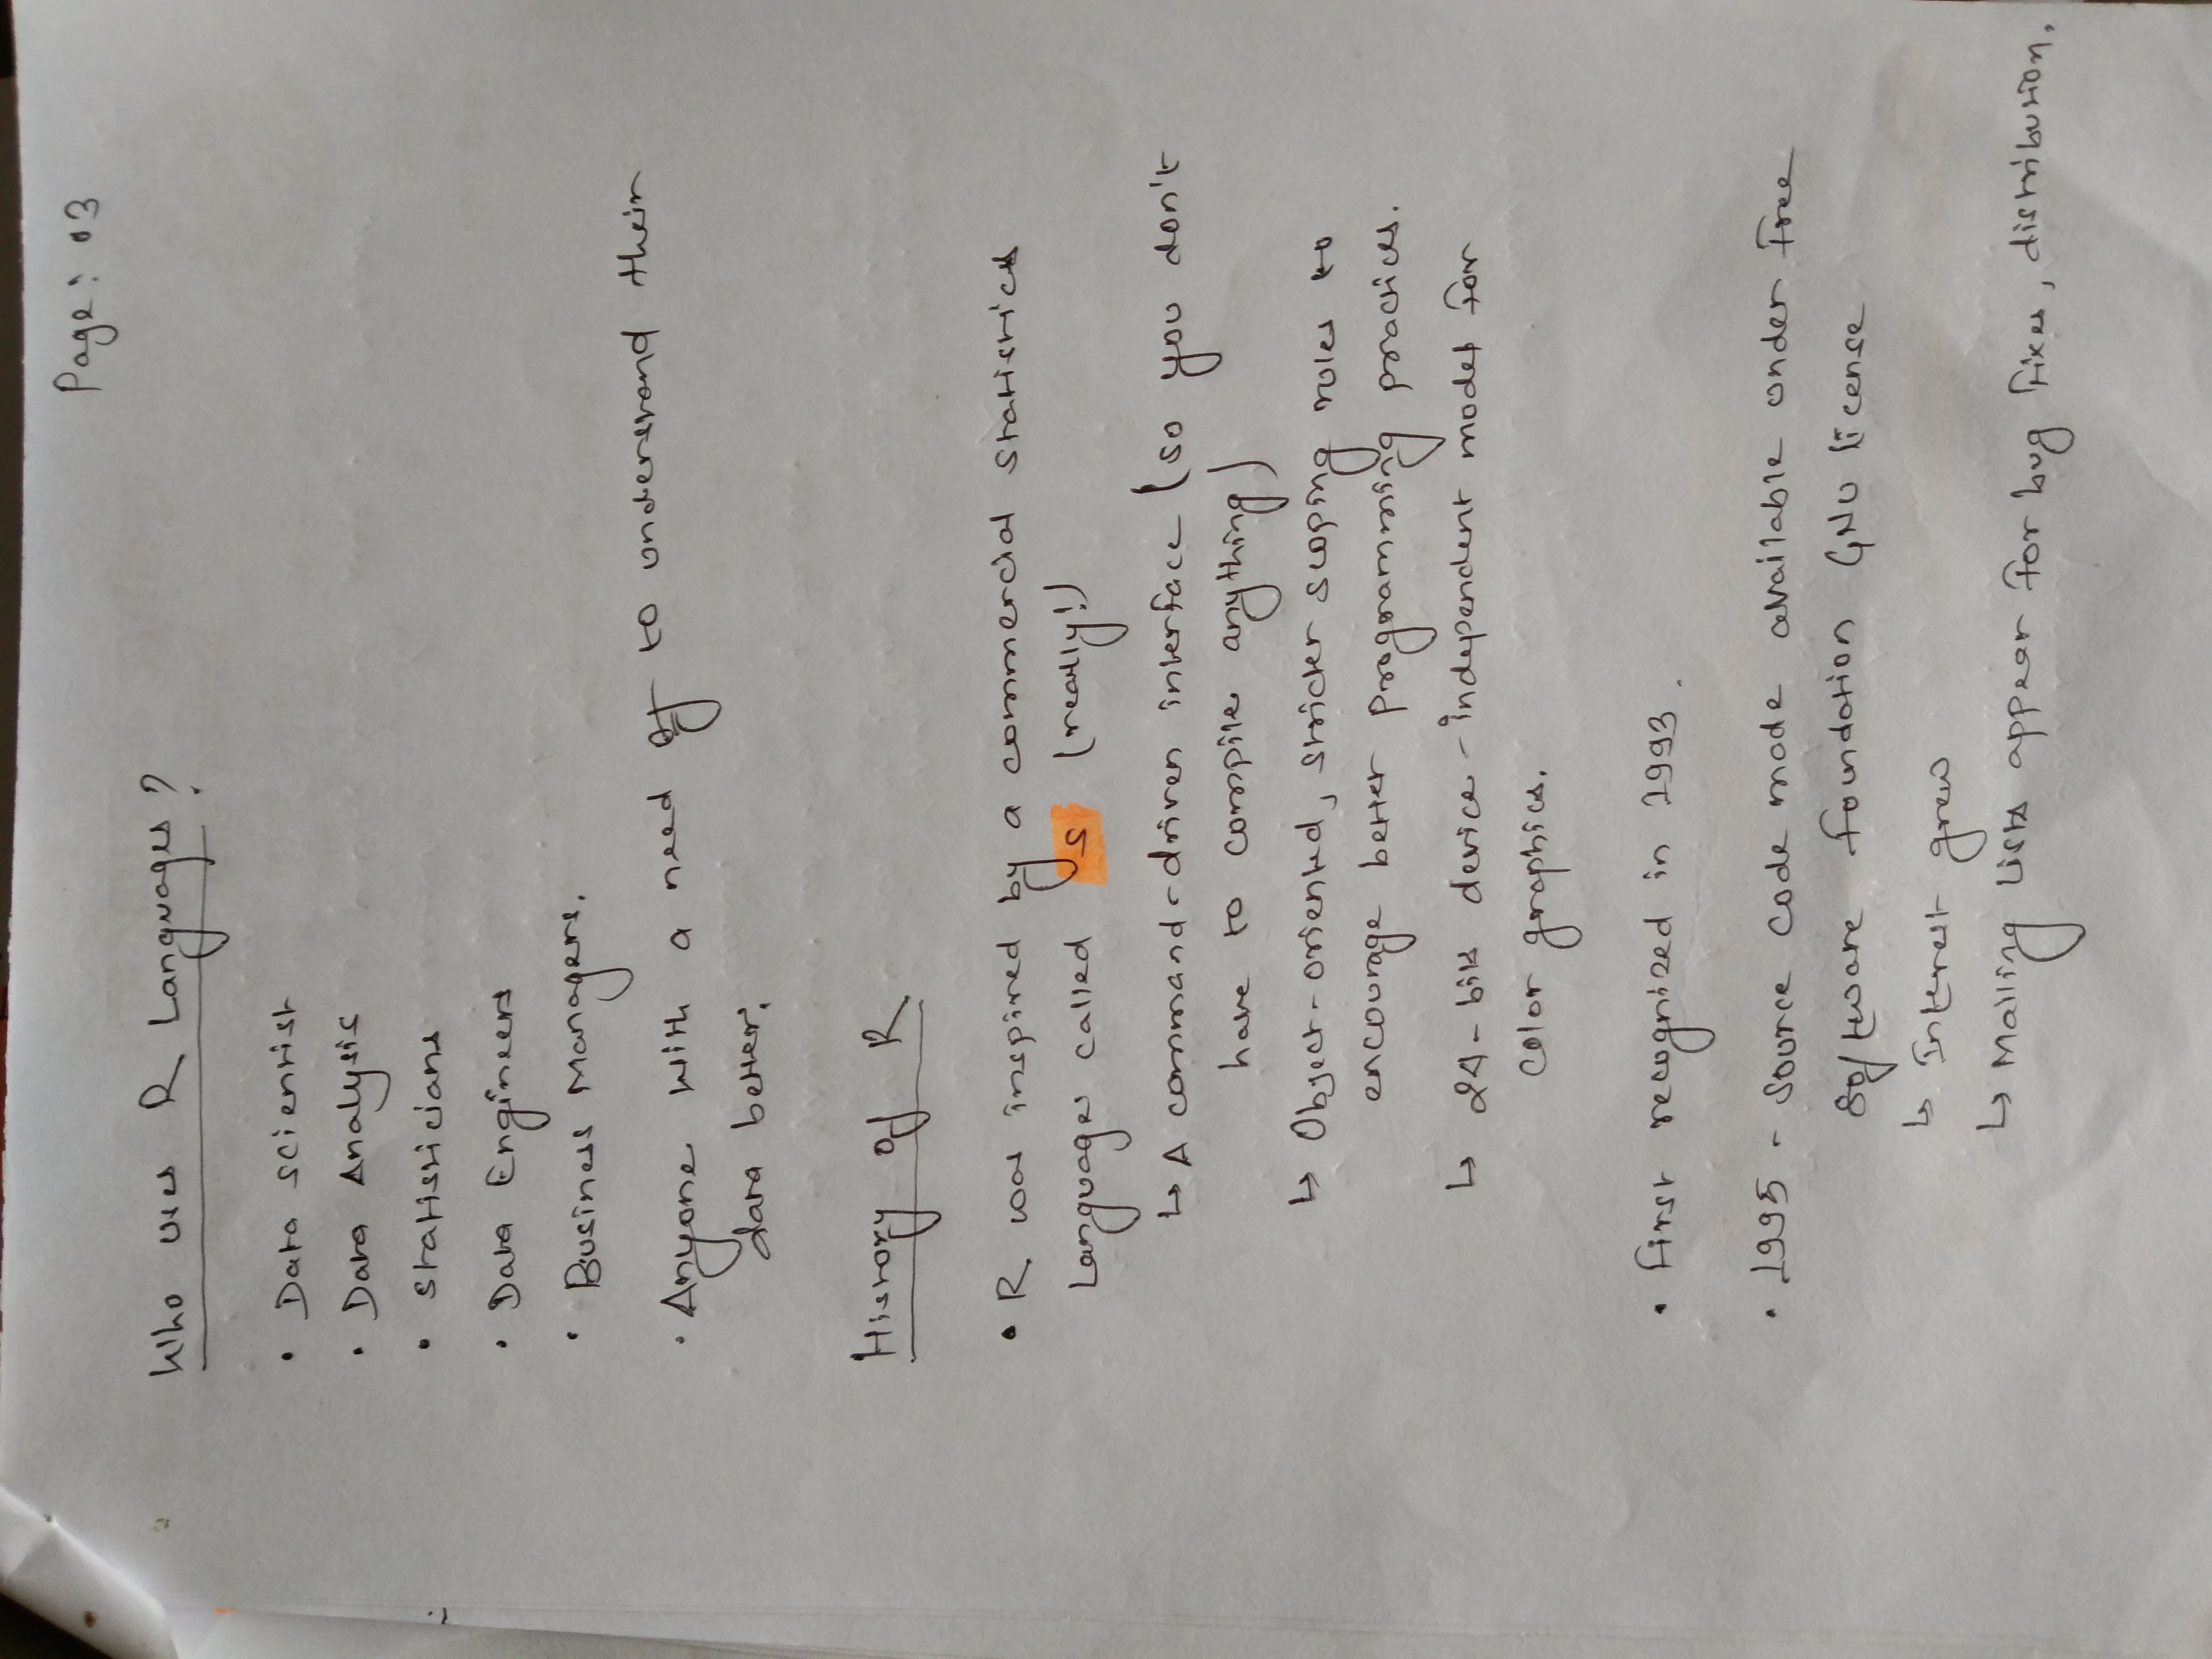 Page: 03
Who uses R Languages?
• Data scientist
• Data Analysis
• Statisticians
• Data Engineers
• Business Managers.
• Anyone with a need of to understand their
data better.
History of R
• R was inspired by a commercial statistics
Language called S (really!)
↳ A command-driven interface (so you don't
have to compile anything)
↳ Object-oriented, stricter scoping rules to
encourage better programming practices.
↳ 24-bits device-independent model for
color graphics.
• First recognized in 1993.
• 1995 - Source code made available under free
Software foundation GNU license
↳ Interest grew
↳ Mailing lists appear for bug fixes, distribution.